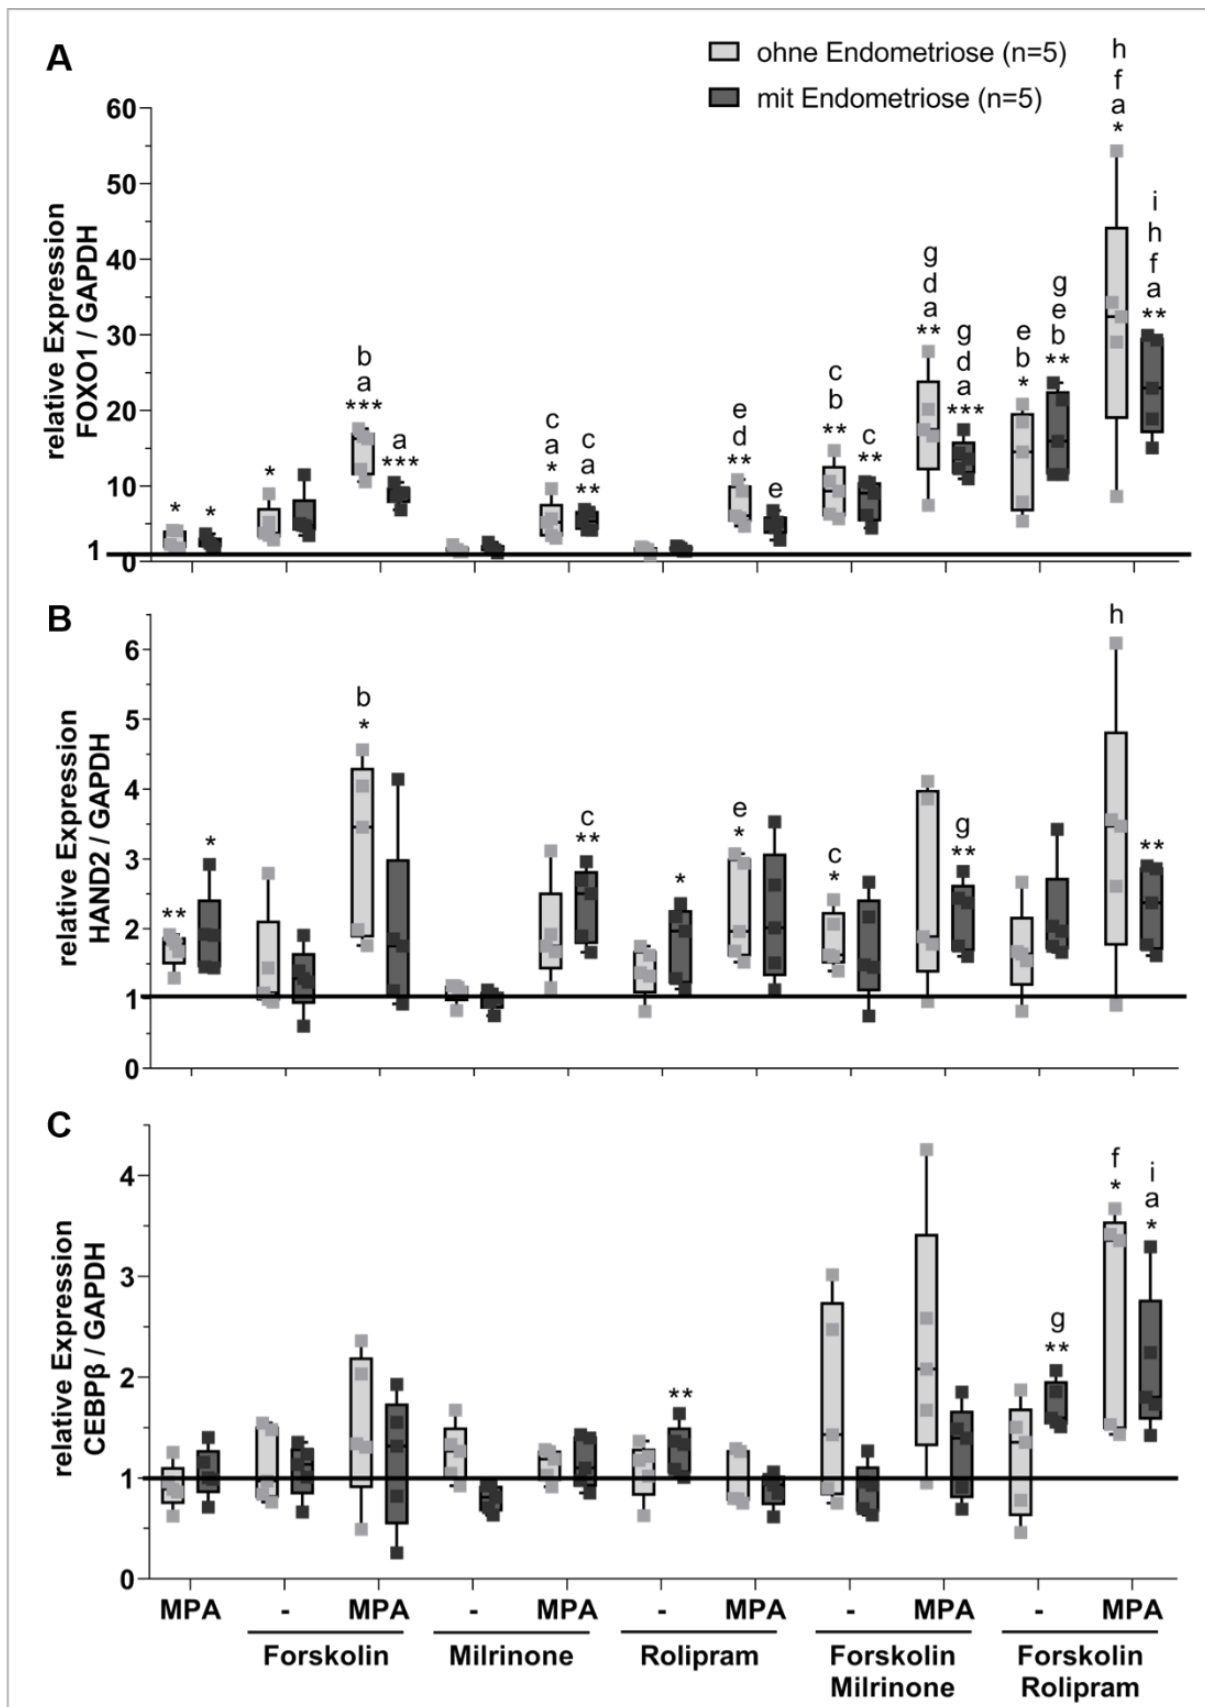 A
ohne Endometriose (n=5)
mit Endometriose (n=5)
relative Expression
FOXO1 / GAPDH
60
50
40
30
20
10
1
0
*
*
*
b
a
***
a
***
c
a
*
c
a
**
e
d
**
e
c
b
**
c
**
g
d
a
**
g
d
a
***
e
b
*
g
e
b
**
h
f
a
*
i
h
f
a
**
B
relative Expression
HAND2 / GAPDH
6
5
4
3
2
1
0
**
*
b
*
c
**
*
e
*
c
*
g
**
h
**
C
relative Expression
CEBPβ / GAPDH
4
3
2
1
0
**
g
**
f
*
i
a
*
MPA - MPA - MPA - MPA - MPA - MPA
Forskolin Milrinone Rolipram Forskolin Forskolin
Milrinone Rolipram